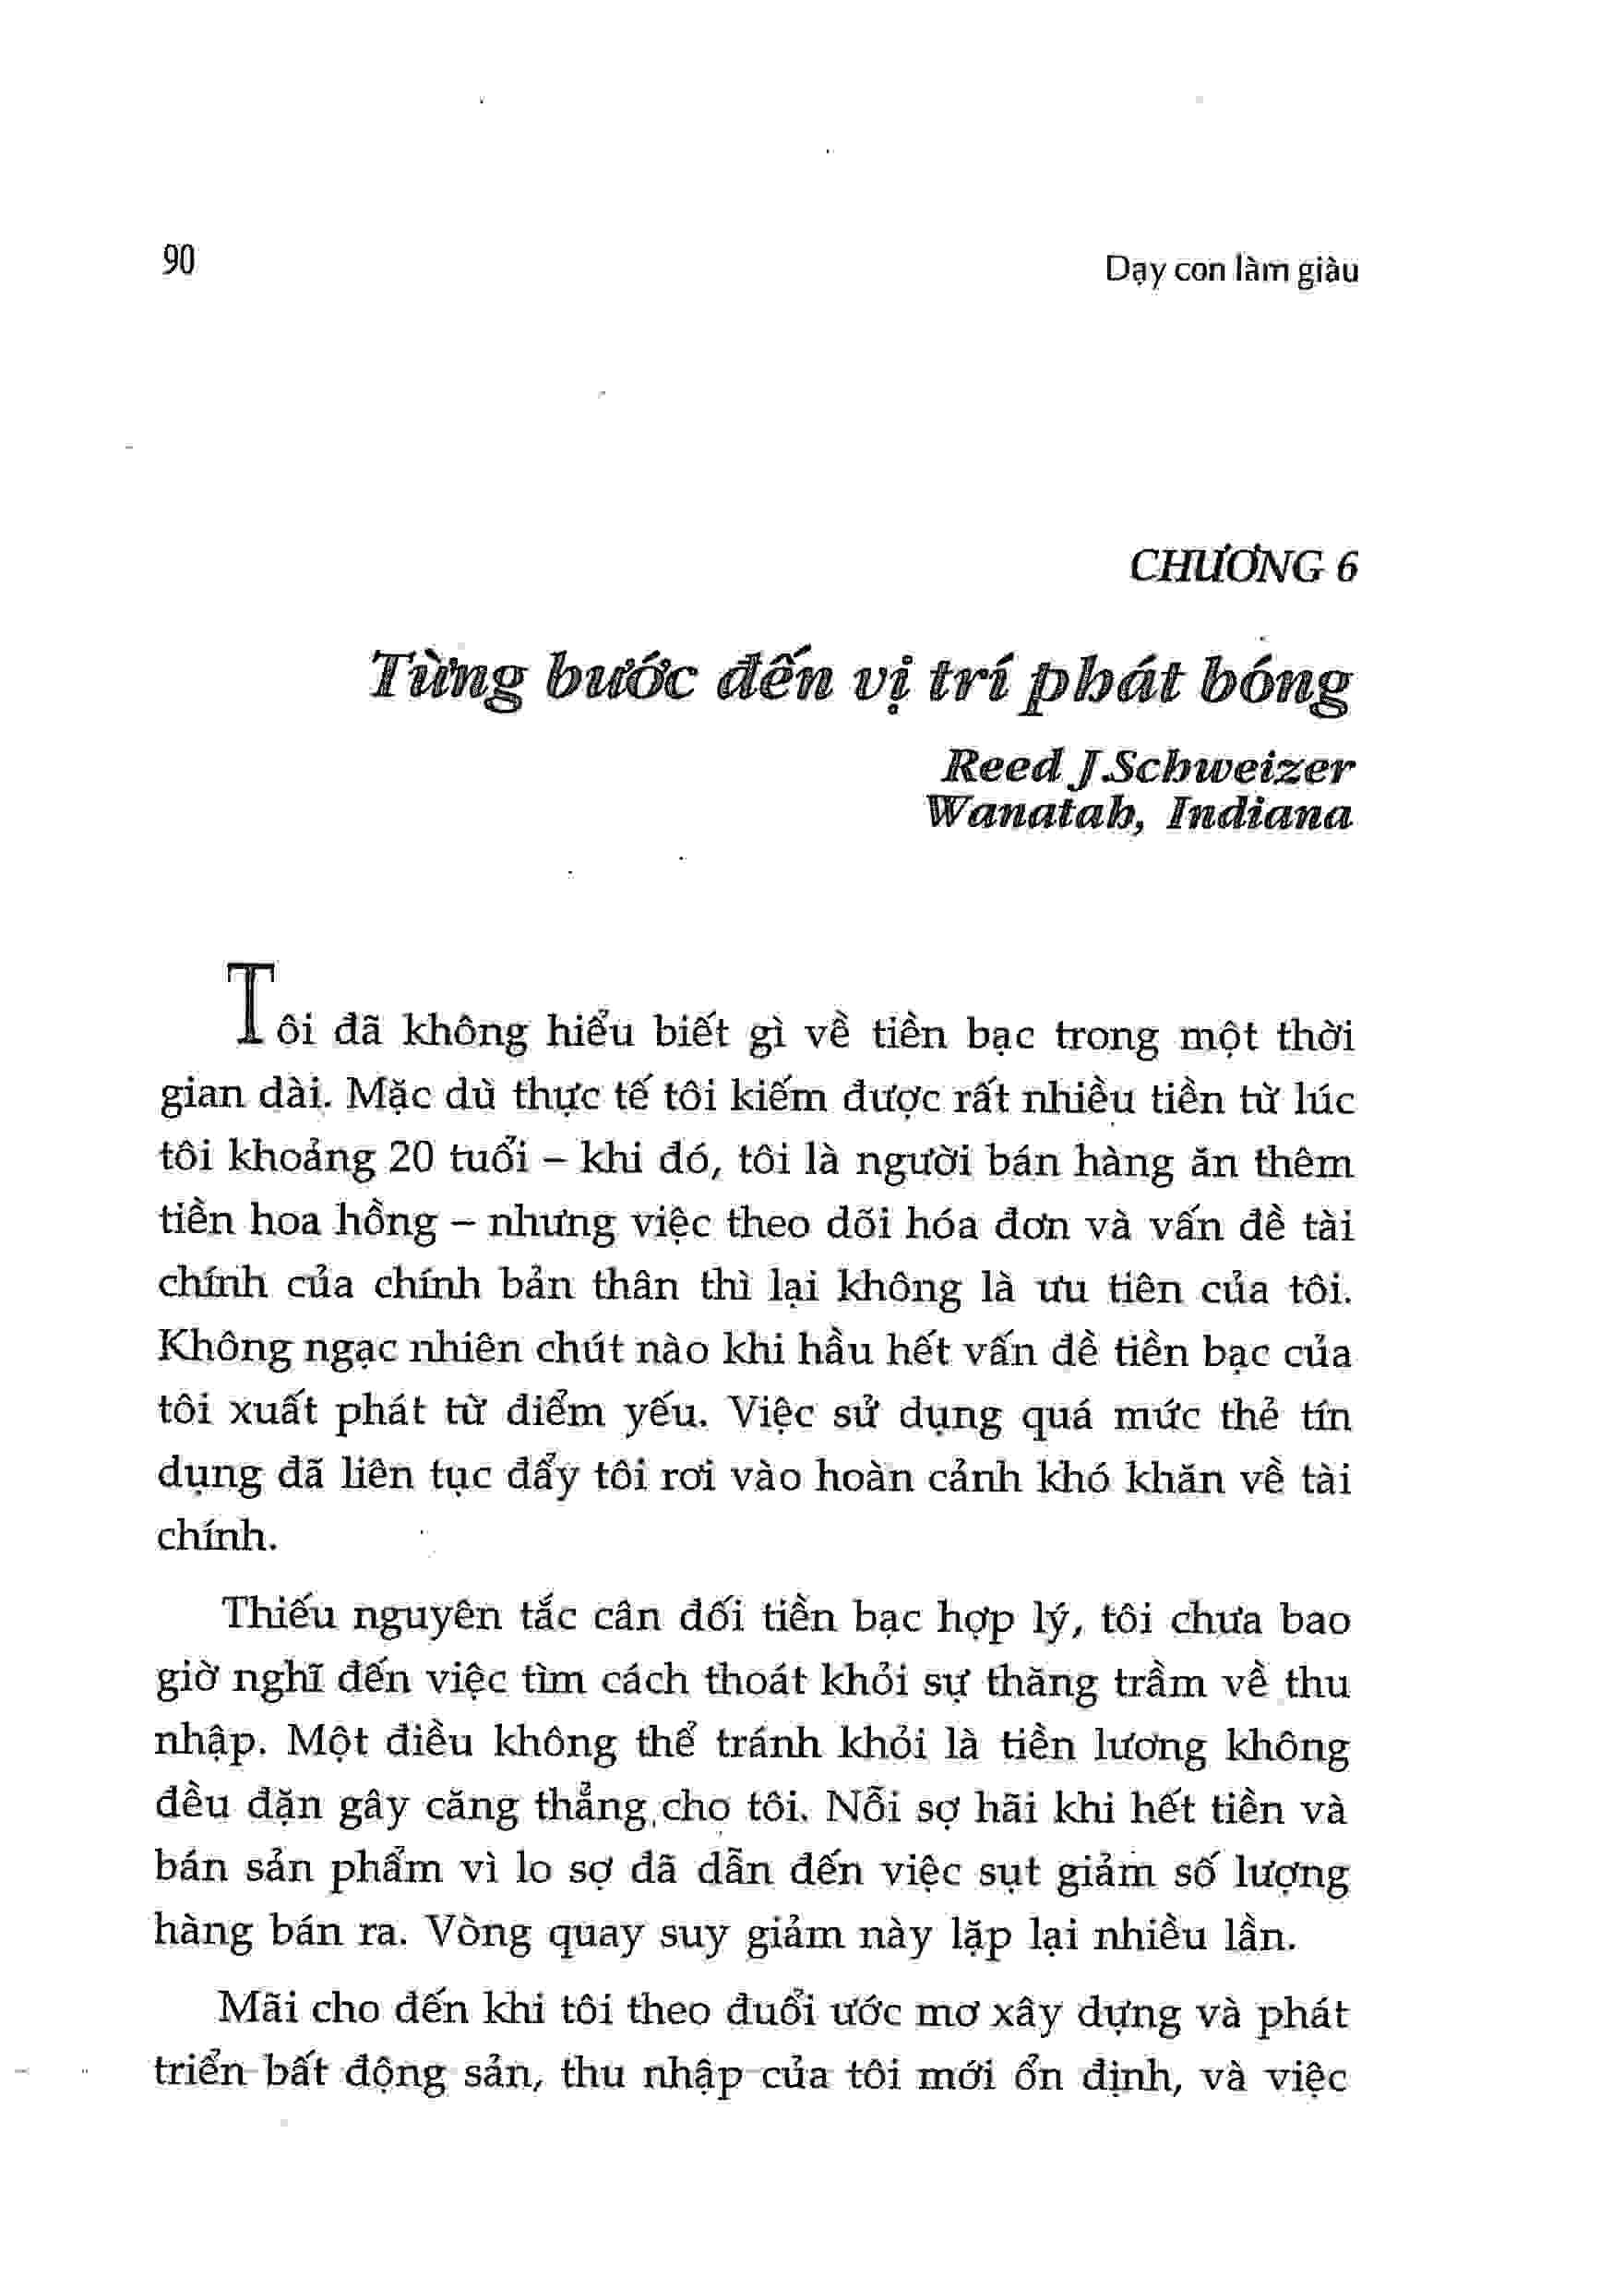 90
Dạy con làm giàu
CHƯƠNG 6
Từng bước đến vị trí phát bóng
Reed J.Schweizer
Wanatah, Indiana
Tôi đã không hiểu biết gì về tiền bạc trong một thời
gian dài. Mặc dù thực tế tôi kiếm được rất nhiều tiền từ lúc
tôi khoảng 20 tuổi – khi đó, tôi là người bán hàng ăn thêm
tiền hoa hồng – nhưng việc theo dõi hóa đơn và vấn đề tài
chính của chính bản thân thì lại không là ưu tiên của tôi.
Không ngạc nhiên chút nào khi hầu hết vấn đề tiền bạc của
tôi xuất phát từ điểm yếu. Việc sử dụng quá mức thẻ tín
dụng đã liên tục đẩy tôi rơi vào hoàn cảnh khó khăn về tài
chính.
Thiếu nguyên tắc cân đối tiền bạc hợp lý, tôi chưa bao
giờ nghĩ đến việc tìm cách thoát khỏi sự thăng trầm về thu
nhập. Một điều không thể tránh khỏi là tiền lương không
đều đặn gây căng thẳng cho tôi. Nỗi sợ hãi khi hết tiền và
bán sản phẩm vì lo sợ đã dẫn đến việc sụt giảm số lượng
hàng bán ra. Vòng quay suy giảm này lặp lại nhiều lần.
Mãi cho đến khi tôi theo đuổi ước mơ xây dựng và phát
triển bất động sản, thu nhập của tôi mới ổn định, và việc